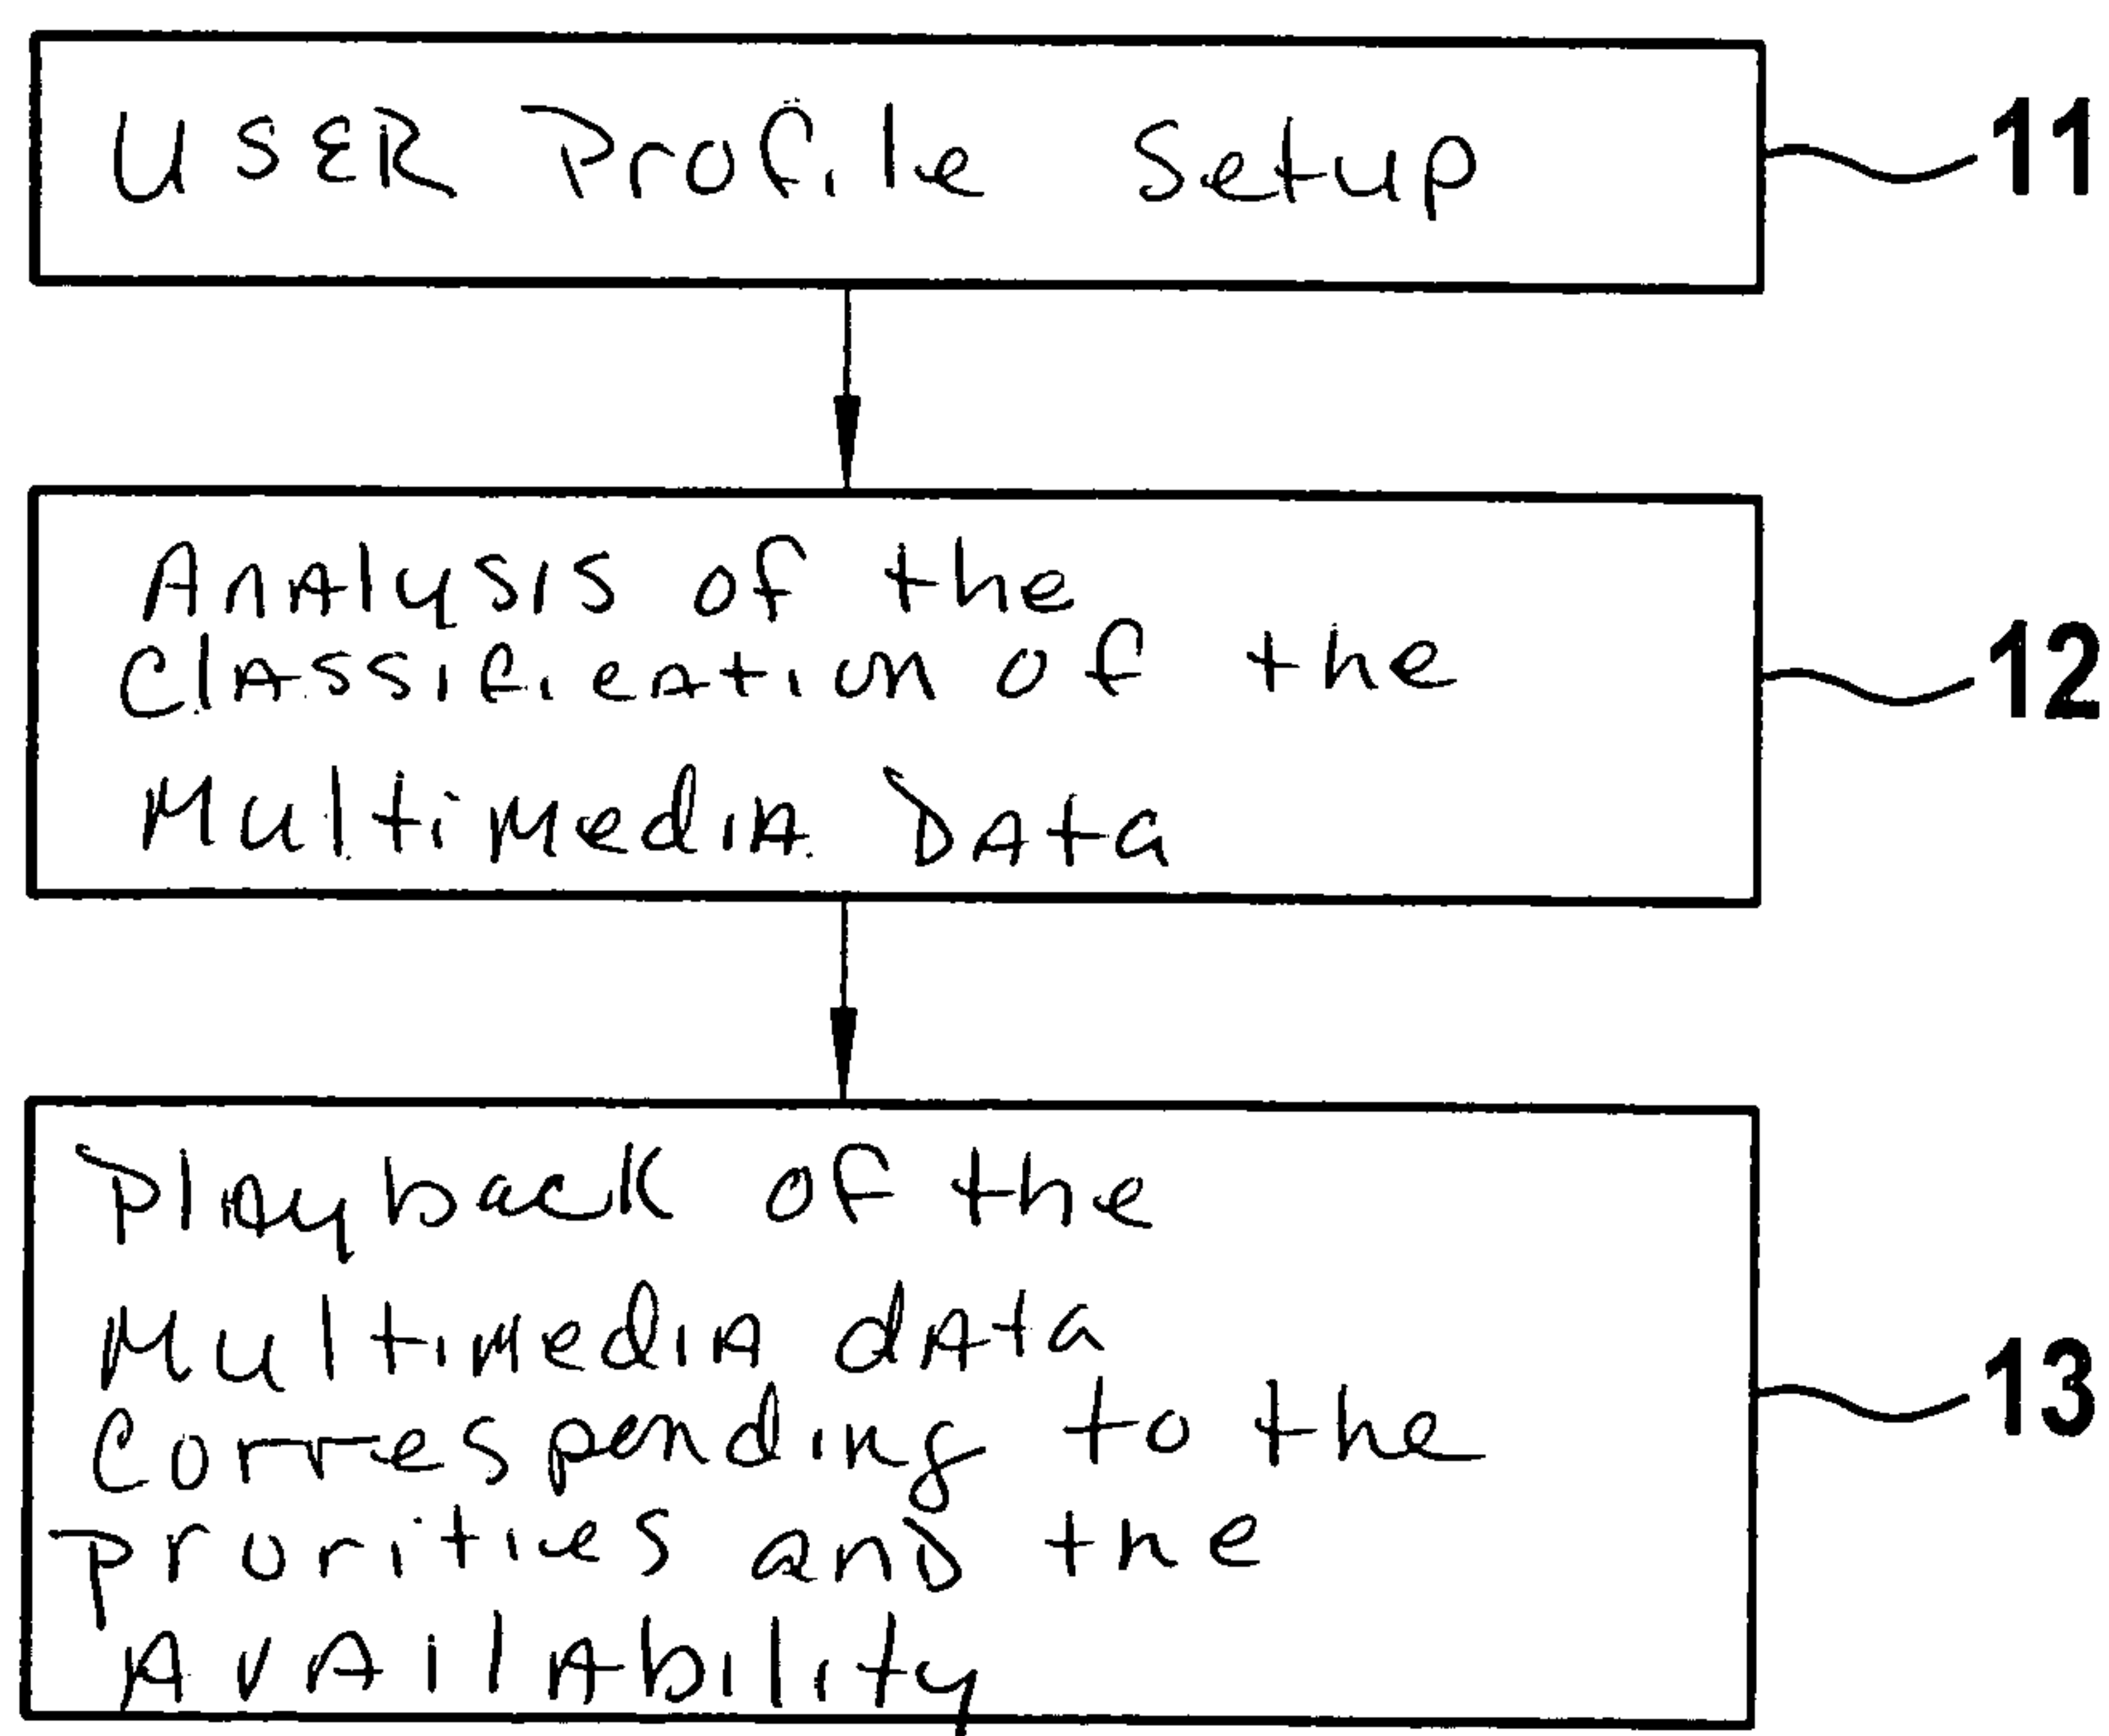 USER Profile Setup
11
Analysis of the
Classification of the
Multimedia Data
12
Playback of the
Multimedia data
Corresponding to the
prorities and the
Availability
13